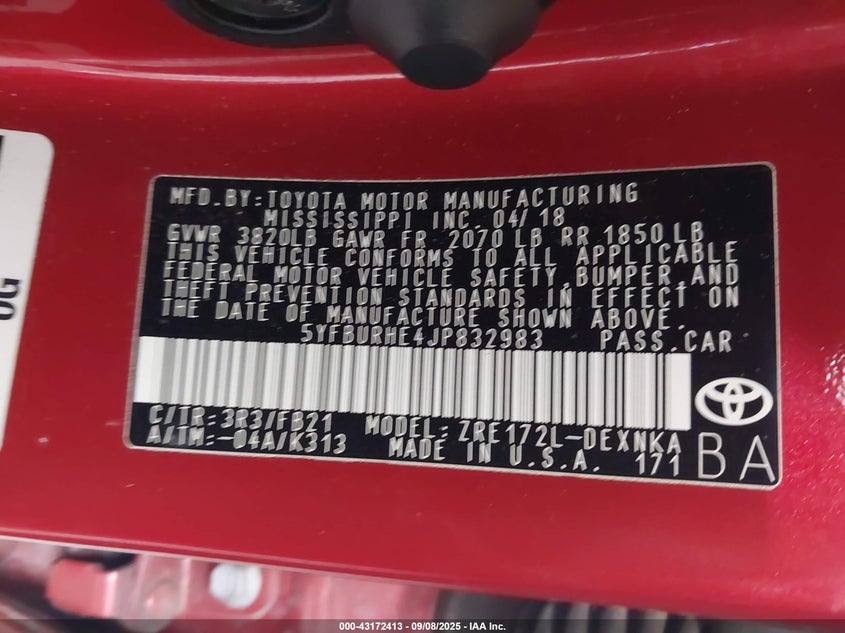 MFD.BY:TOYOTA MOTOR MANUFACTURING
MISSISSIPPI INC 04/18
GVWR 3820LB GAWR FR 2070 LB RR 1850 LB
THIS VEHICLE CONFORMS TO ALL APPLICABLE
FEDERAL MOTOR VEHICLE SAFETY,BUMPER,AND
THEFT PREVENTION STANDARDS IN EFFECT ON
THE DATE OF MANUFACTURE SHOWN ABOVE.
5YFBURHE4JP832983 PASS.CAR
C/TR:3R3/FB21 MODEL:ZRE172L-DEXNKA
A/TM:-04A/K313 MADE IN U.S.A. 171 BA
OG
000-43172413 - 09/08/2025 - IAA Inc.